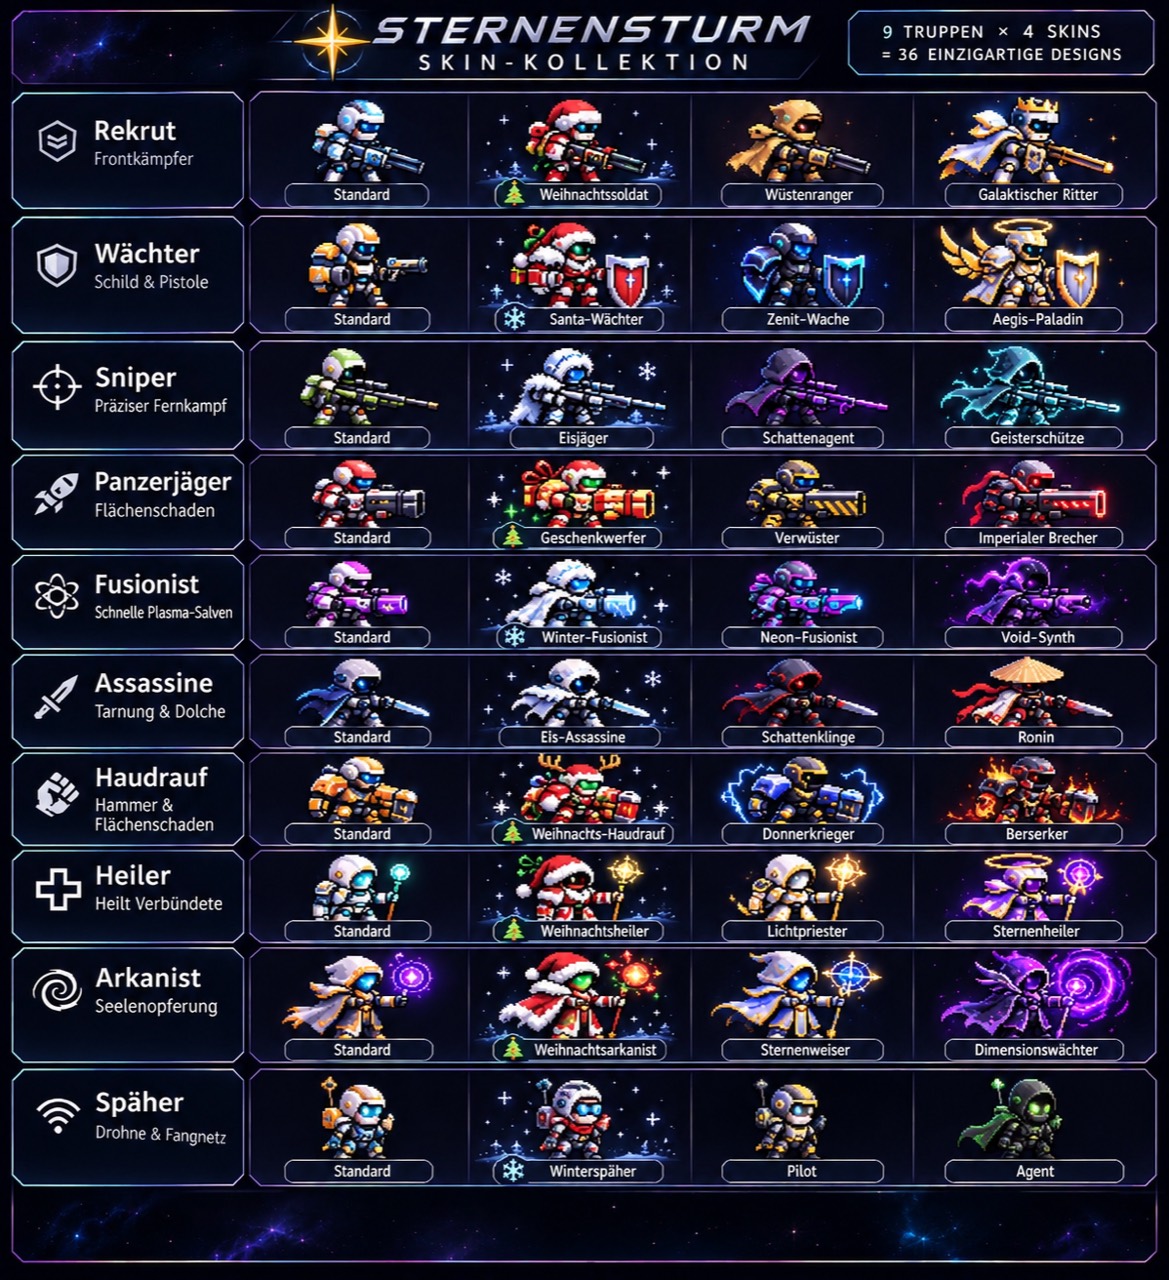 STERNENSTURM
SKIN-KOLLEKTION
9 TRUPPEN × 4 SKINS
= 36 EINZIGARTIGE DESIGNS
Rekrut
Frontkämpfer
Standard
Weihnachtssoldat
Wüstenranger
Galaktischer Ritter
Wächter
Schild & Pistole
Standard
Santa-Wächter
Zenit-Wache
Aegis-Paladin
Sniper
Präziser Fernkampf
Standard
Eisjäger
Schattenagent
Geisterschütze
Panzerjäger
Flächenschaden
Standard
Geschenkwerfer
Verwüster
Imperialer Brecher
Fusionist
Schnelle Plasma-Salven
Standard
Winter-Fusionist
Neon-Fusionist
Void-Synth
Assassine
Tarnung & Dolche
Standard
Eis-Assassine
Schattenklinge
Ronin
Haudrauf
Hammer &
Flächenschaden
Standard
Weihnachts-Haudrauf
Donnerkrieger
Berserker
Heiler
Heilt Verbündete
Standard
Weihnachtsheiler
Lichtpriester
Sternenheiler
Arkanist
Seelenopferung
Standard
Weihnachtsarkanist
Sternenweiser
Dimensionswächter
Späher
Drohne & Fangnetz
Standard
Winterspäher
Pilot
Agent